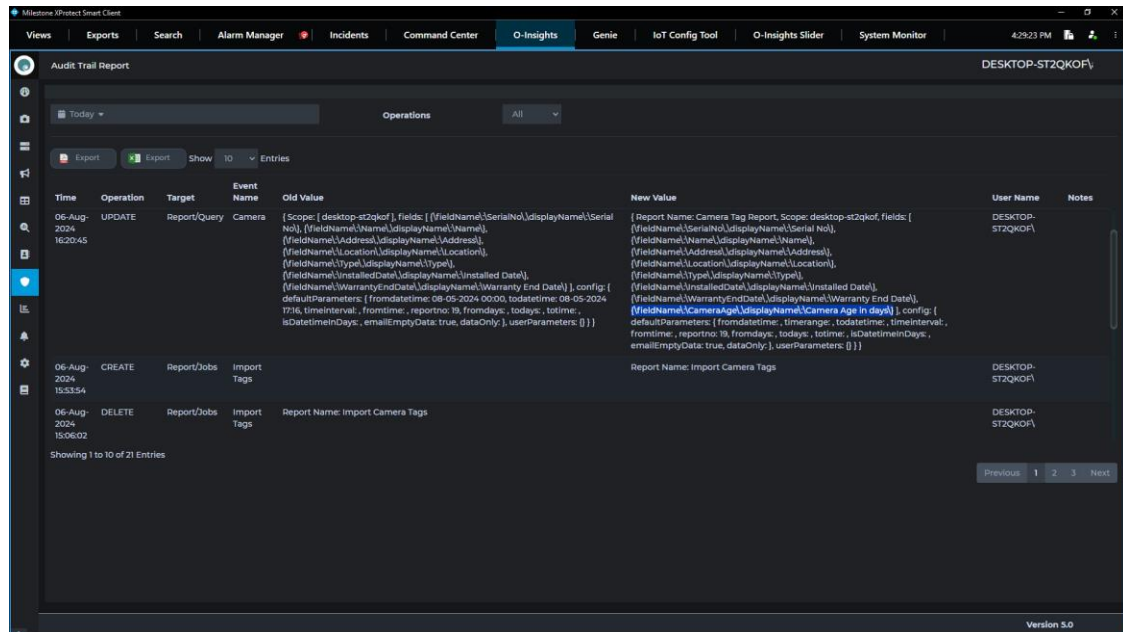 Milestone XProtect Smart Client
Views Exports Search Alarm Manager Incidents Command Center O-Insights Genie IoT Config Tool O-Insights Slider System Monitor 4:29:23 PM
Audit Trail Report DESKTOP-ST2QKOF\
Today Operations All
Export Export Show 10 Entries
Time Operation Target Event Name Old Value New Value User Name Notes
06-Aug-2024 16:20:45 UPDATE Report/Query Camera
{ Scope: [ desktop-st2qkof ], fields: [ {\fieldName\:\SerialNo\,\displayName\:\Serial
No\}, {\fieldName\:\Name\,\displayName\:\Name\},
{\fieldName\:\Address\,\displayName\:\Address\},
{\fieldName\:\Location\,\displayName\:\Location\},
{\fieldName\:\Type\,\displayName\:\Type\},
{\fieldName\:\InstalledDate\,\displayName\:\Installed Date\},
{\fieldName\:\WarrantyEndDate\,\displayName\:\Warranty End Date\} ], config: {
defaultParameters: { fromdatetime: 08-05-2024 00:00, todatetime: 08-05-2024
17:16, timeinterval: , fromtime: , reportno: 19, fromdays: , todays: , totime: ,
isDatetimeInDays: , emailEmptyData: true, dataOnly: }, userParameters: {} } }
{ Report Name: Camera Tag Report, Scope: desktop-st2qkof, fields: [
{\fieldName\:\SerialNo\,\displayName\:\Serial No\},
{\fieldName\:\Name\,\displayName\:\Name\},
{\fieldName\:\Address\,\displayName\:\Address\},
{\fieldName\:\Location\,\displayName\:\Location\},
{\fieldName\:\Type\,\displayName\:\Type\},
{\fieldName\:\InstalledDate\,\displayName\:\Installed Date\},
{\fieldName\:\WarrantyEndDate\,\displayName\:\Warranty End Date\},
{\fieldName\:\CameraAge\,\displayName\:\Camera Age in days\} ], config: {
defaultParameters: { fromdatetime: , timerange: , todatetime: , timeinterval: ,
fromtime: , reportno: 19, fromdays: , todays: , totime: , isDatetimeInDays: ,
emailEmptyData: true, dataOnly: }, userParameters: {} } }
DESKTOP-
ST2QKOF\
06-Aug-2024 15:53:54 CREATE Report/Jobs Import Tags Report Name: Import Camera Tags DESKTOP-ST2QKOF\
06-Aug-2024 15:06:02 DELETE Report/Jobs Import Tags Report Name: Import Camera Tags DESKTOP-ST2QKOF\
Showing 1 to 10 of 21 Entries
Previous 1 2 3 Next
Version 5.0